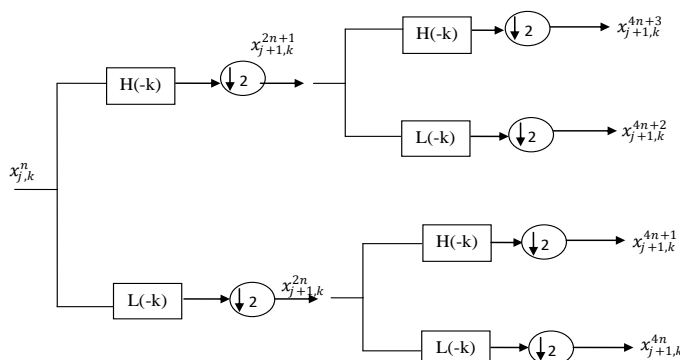 x_{j+1,k}^{4n+3}
H(-k) 2
x_{j+1,k}^{2n+1}
H(-k) 2
L(-k) 2 x_{j+1,k}^{4n+2}
x_{j,k}^{n}
H(-k) 2 x_{j+1,k}^{4n+1}
L(-k) 2 x_{j+1,k}^{2n}
L(-k) 2 x_{j+1,k}^{4n}